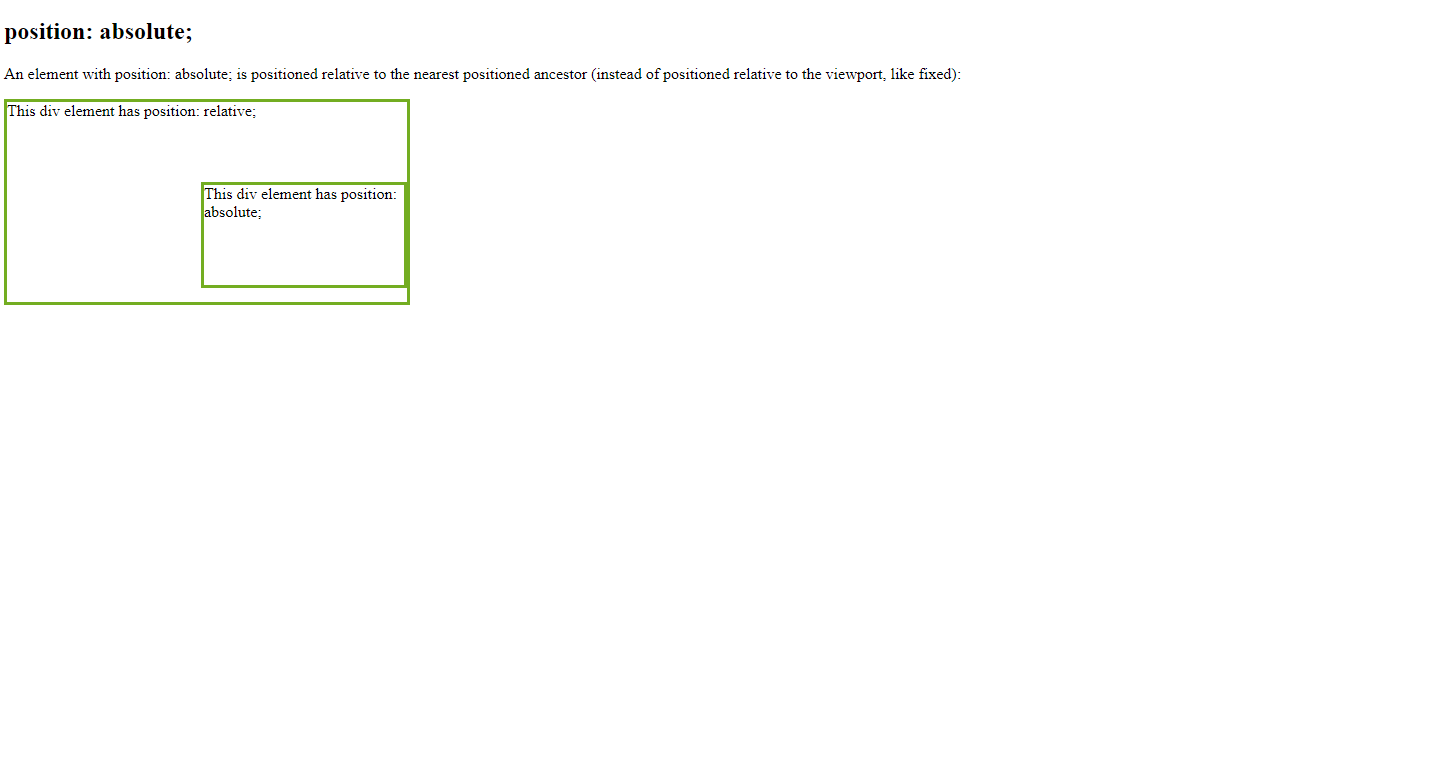 position: absolute;
An element with position: absolute; is positioned relative to the nearest positioned ancestor (instead of positioned relative to the viewport, like fixed):
This div element has position: relative;
This div element has position:
absolute;